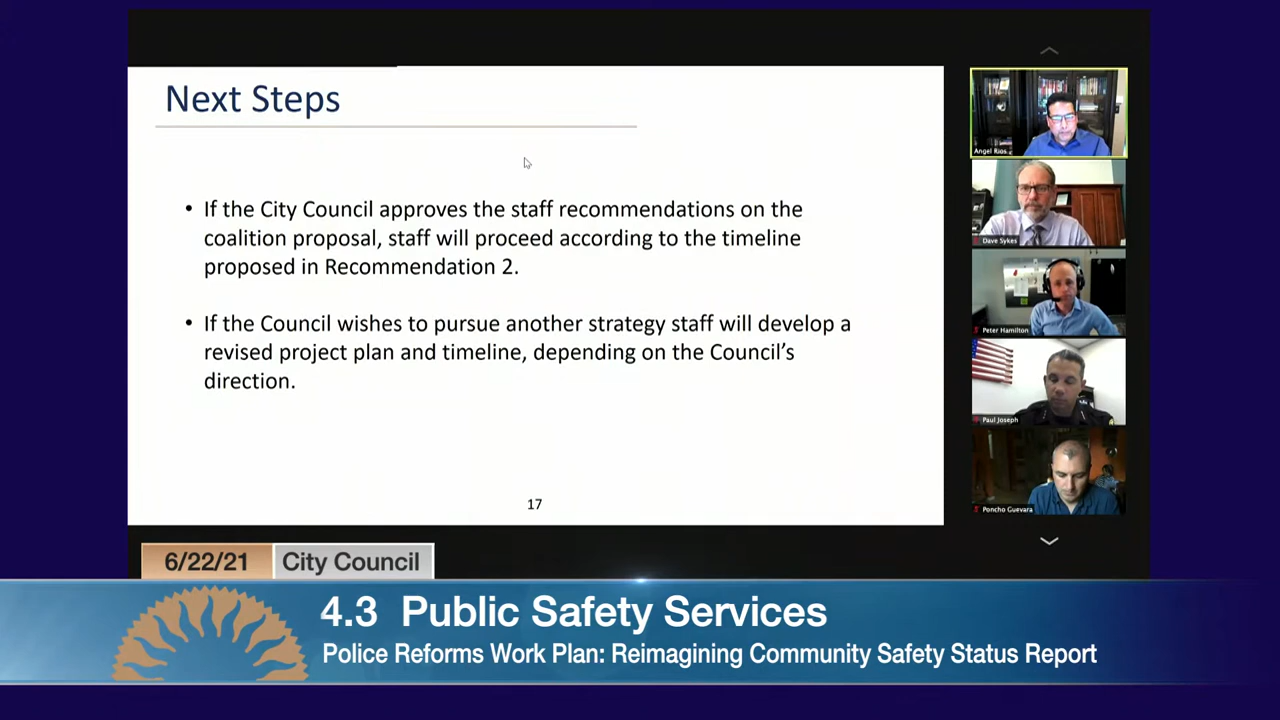 Next Steps
• If the City Council approves the staff recommendations on the
coalition proposal, staff will proceed according to the timeline
proposed in Recommendation 2.
• If the Council wishes to pursue another strategy staff will develop a
revised project plan and timeline, depending on the Council's
direction.
17
Angel Rios
Dave Sykes
Peter Hamilton
Paul Joseph
Poncho Guevara
6/22/21 City Council
4.3 Public Safety Services
Police Reforms Work Plan: Reimagining Community Safety Status Report